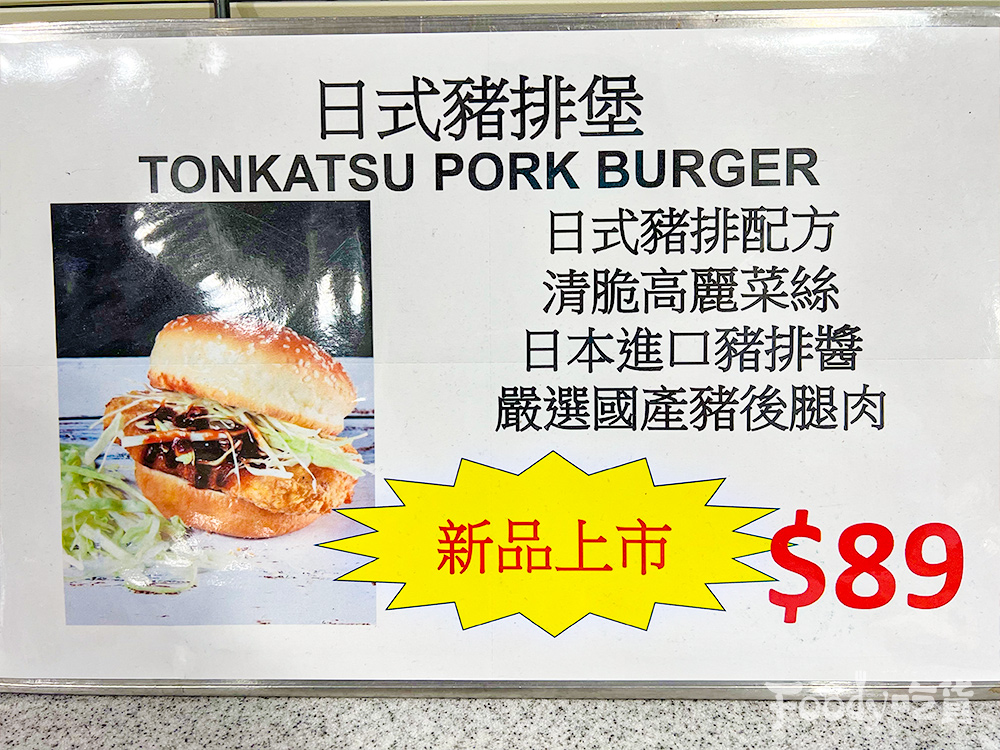 日式豬排堡
TONKATSU PORK BURGER
日式豬排配方
清脆高麗菜絲
日本進口豬排醬
嚴選國產豬後腿肉
新品上市
$89
Foody吃貨